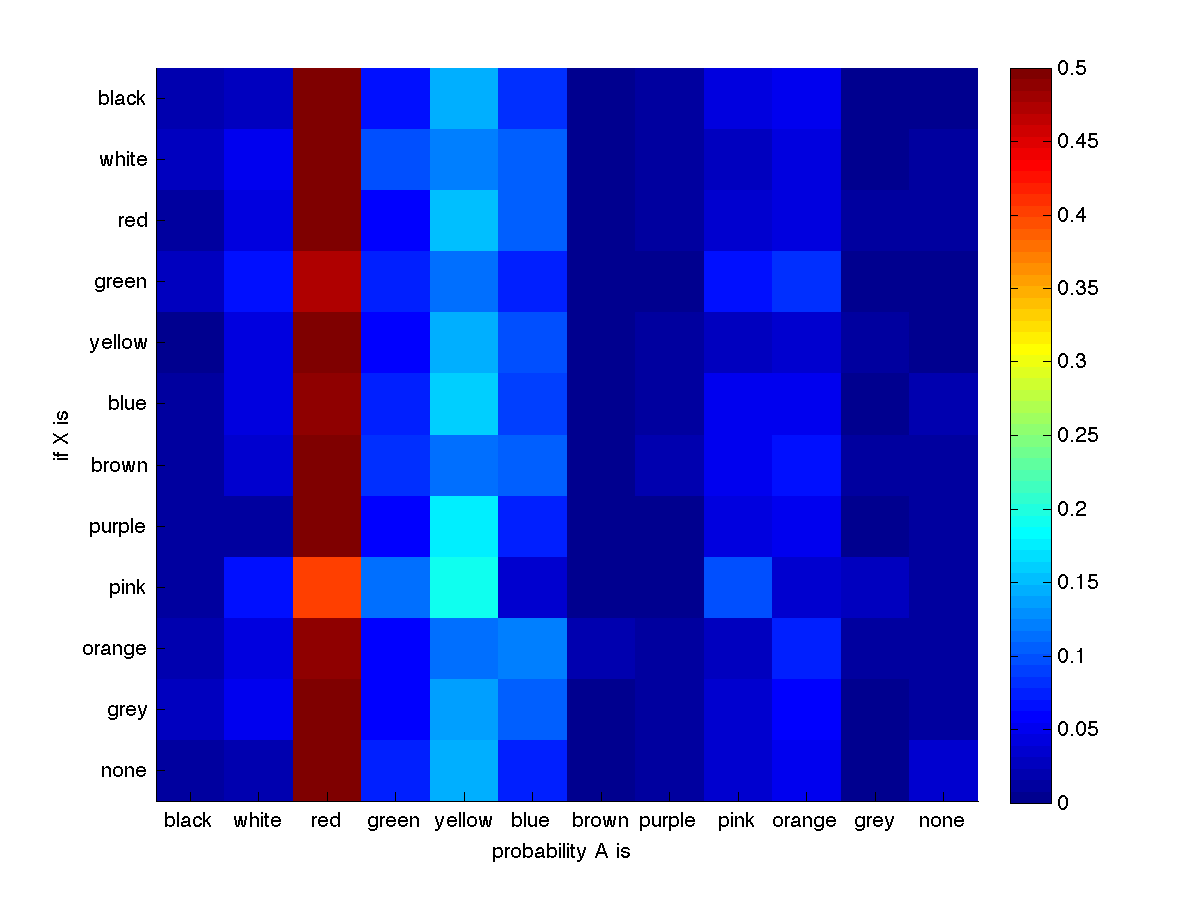 black
white
red
green
yellow
blue
brown
purple
pink
orange
grey
none
if X is
black white red green yellow blue brown purple pink orange grey none
probability A is
0.5
0.45
0.4
0.35
0.3
0.25
0.2
0.15
0.1
0.05
0